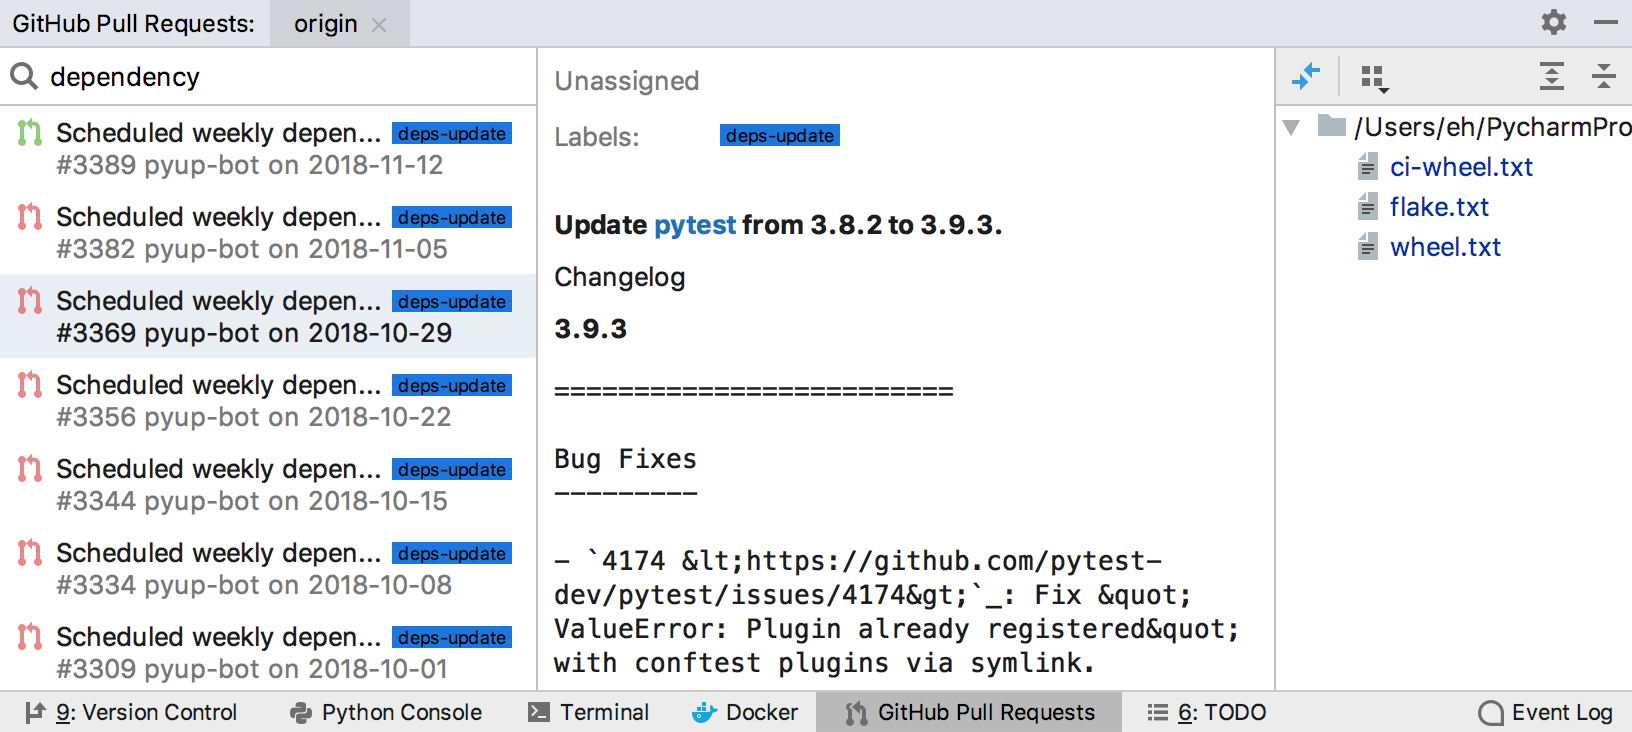 GitHub Pull Requests: origin
dependency
Scheduled weekly depen... deps-update
#3389 pyup-bot on 2018-11-12
Scheduled weekly depen... deps-update
#3382 pyup-bot on 2018-11-05
Scheduled weekly depen... deps-update
#3369 pyup-bot on 2018-10-29
Scheduled weekly depen... deps-update
#3356 pyup-bot on 2018-10-22
Scheduled weekly depen... deps-update
#3344 pyup-bot on 2018-10-15
Scheduled weekly depen... deps-update
#3334 pyup-bot on 2018-10-08
Scheduled weekly depen... deps-update
#3309 pyup-bot on 2018-10-01
Unassigned
Labels: deps-update
Update pytest from 3.8.2 to 3.9.3.
Changelog
3.9.3
=========================
Bug Fixes
---------
- `4174 &lt;https://github.com/pytest-
dev/pytest/issues/4174&gt;`_: Fix &quot;
ValueError: Plugin already registered&quot;
with conftest plugins via symlink.
/Users/eh/PycharmPro
ci-wheel.txt
flake.txt
wheel.txt
9: Version Control Python Console Terminal Docker GitHub Pull Requests 6: TODO Event Log